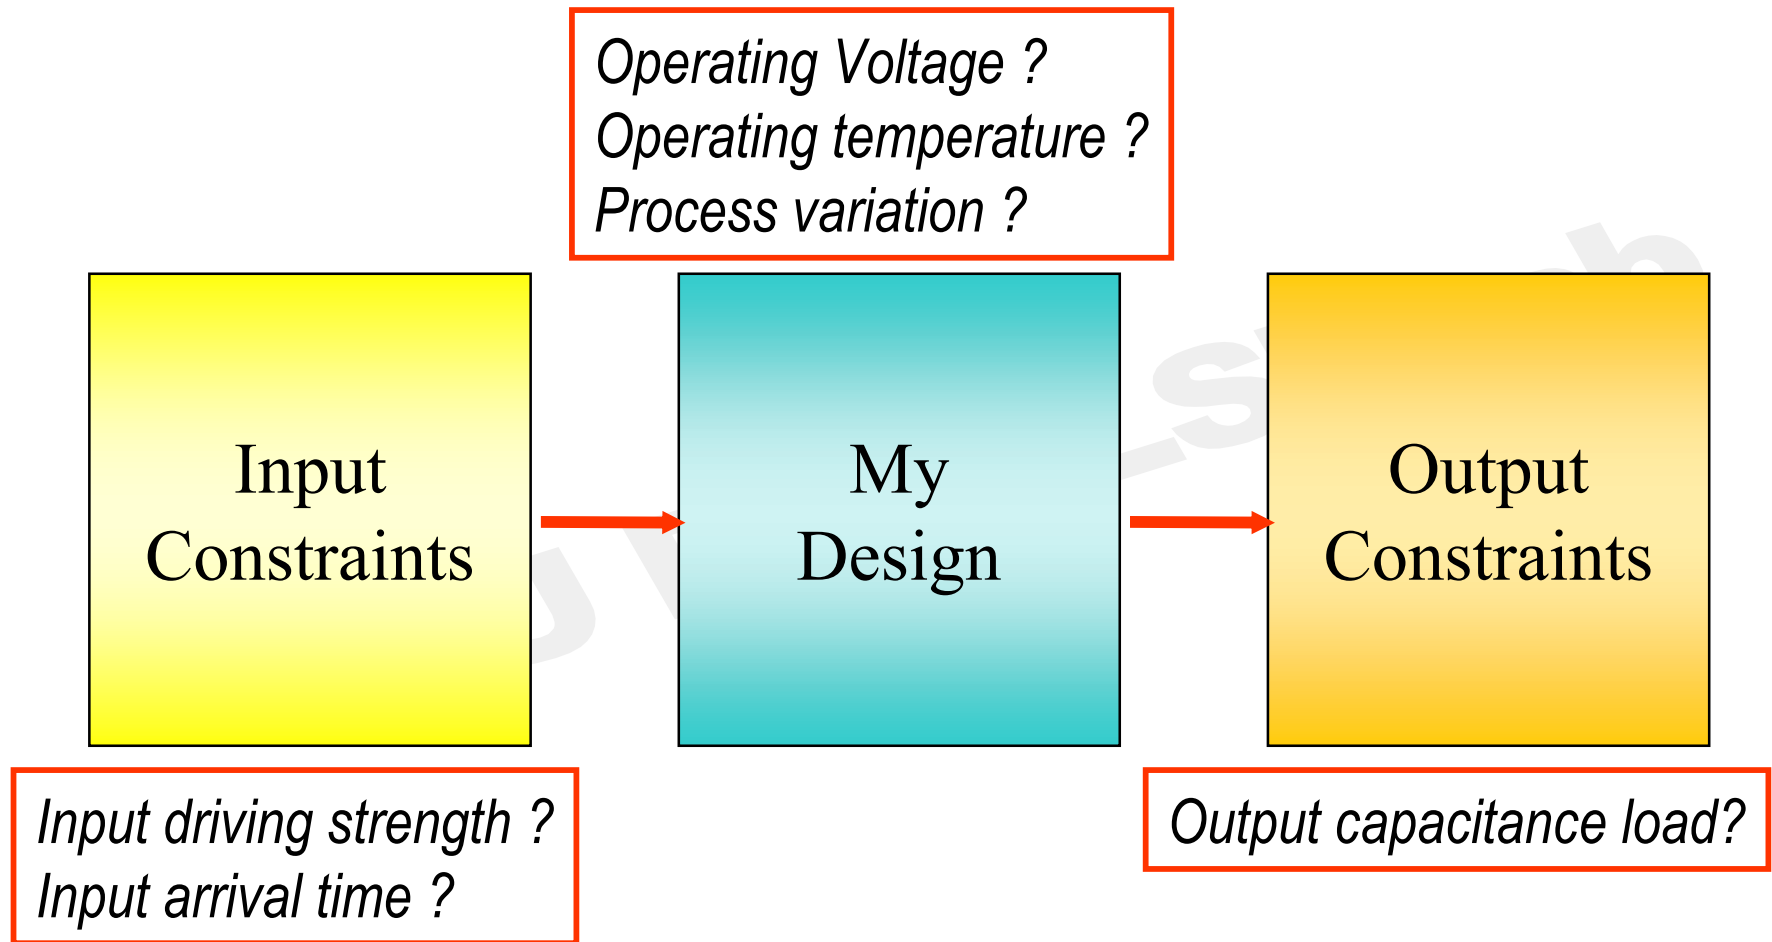 Operating Voltage ?
Operating temperature ?
Process variation ?
Input
Constraints
My
Design
Output
Constraints
Input driving strength ?
Input arrival time ?
Output capacitance load?